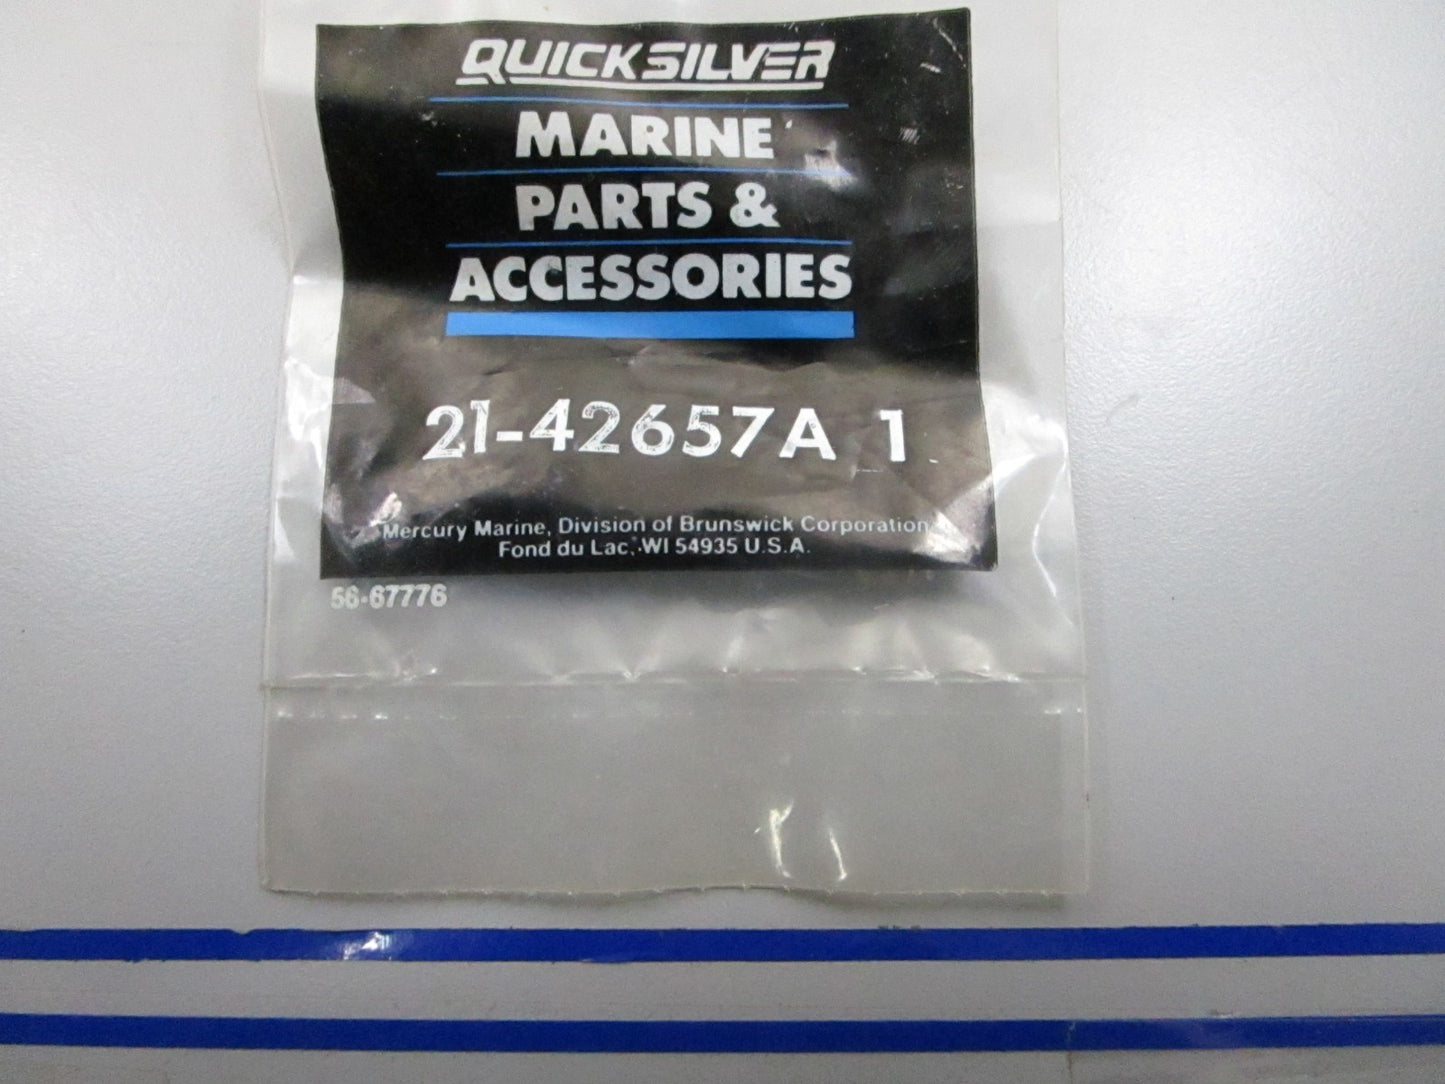 QUICKSILVER
MARINE
PARTS &
ACCESSORIES
21-42657A 1
Mercury Marine, Division of Brunswick Corporation
Fond du Lac, WI 54935 U.S.A.
56-67776